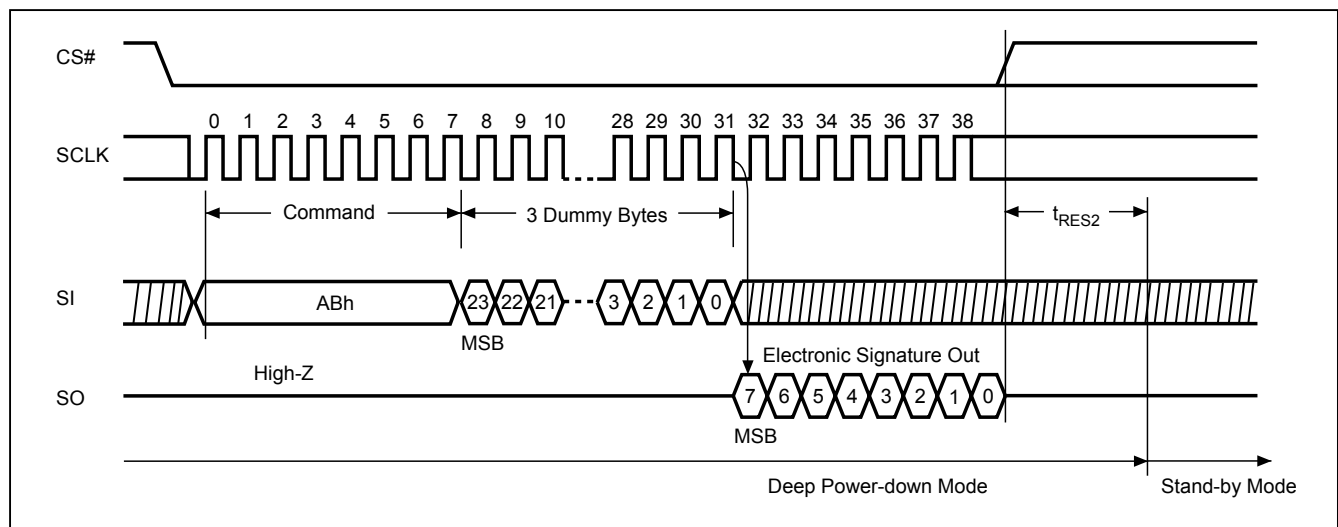 CS#
0 1 2 3 4 5 6 7 8 9 10 28 29 30 31 32 33 34 35 36 37 38
SCLK
Command
3 Dummy Bytes
tRES2
SI
ABh
23 22 21 3 2 1 0
MSB
Electronic Signature Out
High-Z
SO
7 6 5 4 3 2 1 0
MSB
Deep Power-down Mode
Stand-by Mode